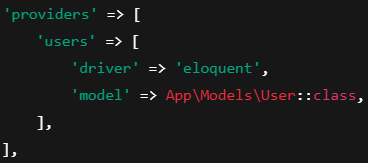 'providers' => [
    'users' => [
        'driver' => 'eloquent',
        'model' => App\Models\User::class,
    ],
],